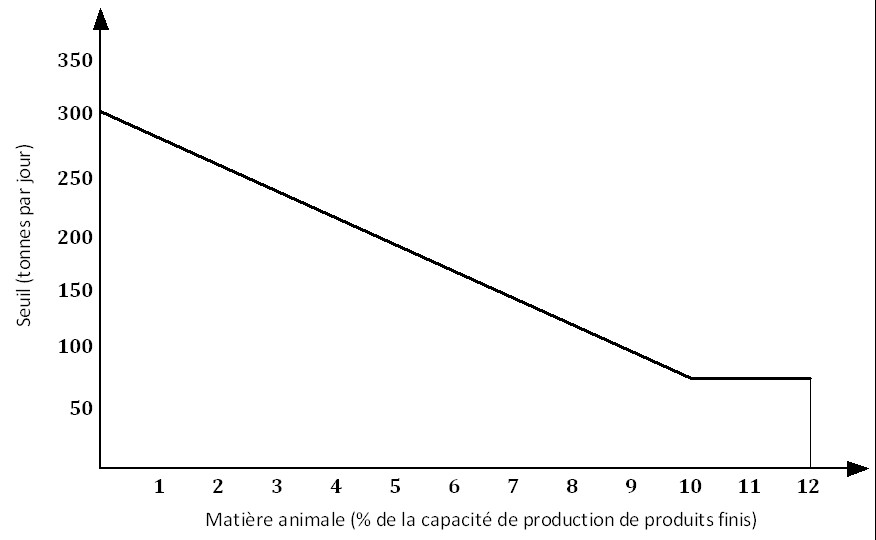 350
300
250
200
150
100
50
Seuil (tonnes par jour)
1 2 3 4 5 6 7 8 9 10 11 12
Matière animale (% de la capacité de production de produits finis)